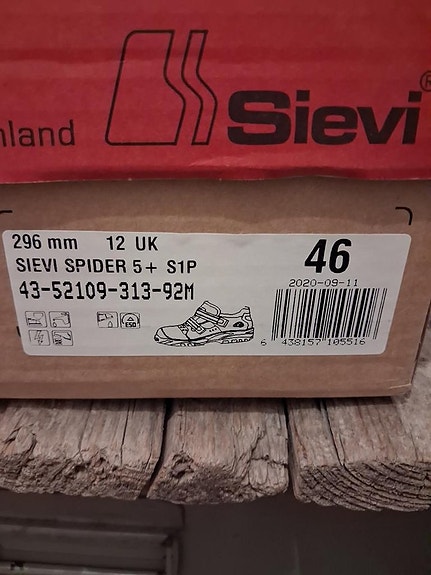 nland
Sievi®
296 mm 12 UK
46
SIEVI SPIDER 5+ S1P
2020-09-11
43-52109-313-92M
ESD
6 438157 105516